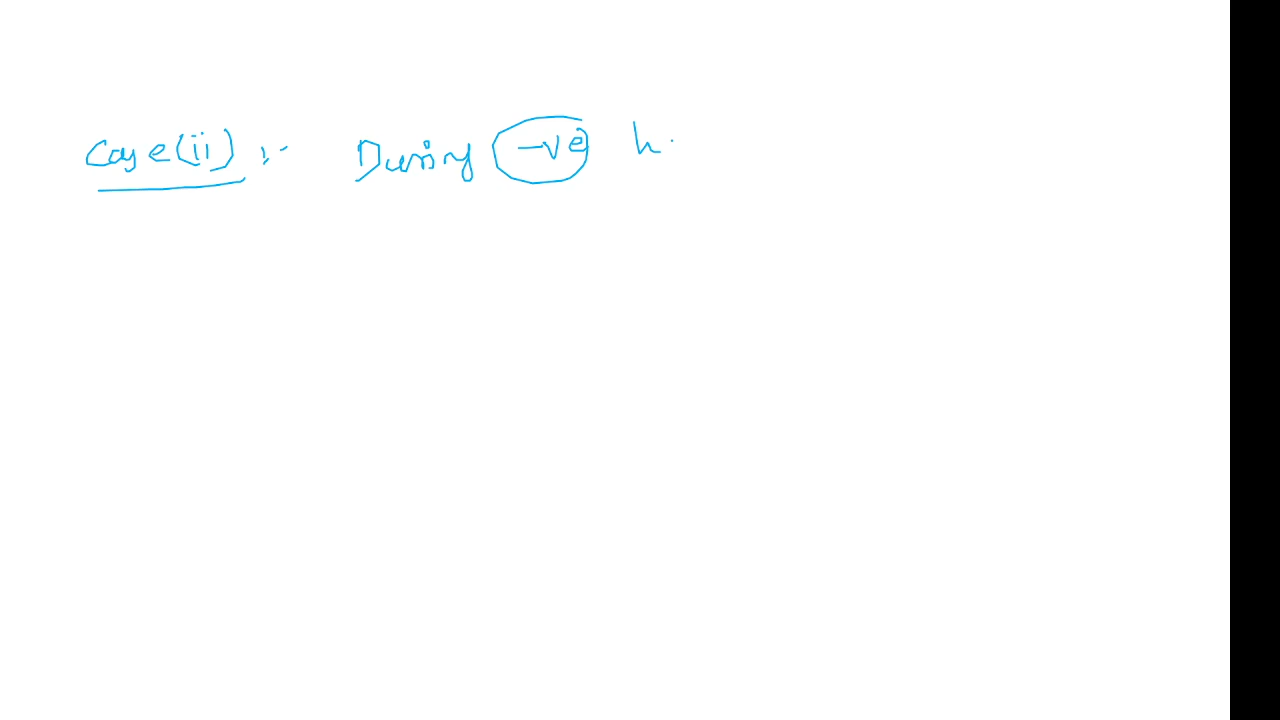 Case(ii) :- During -ve h.